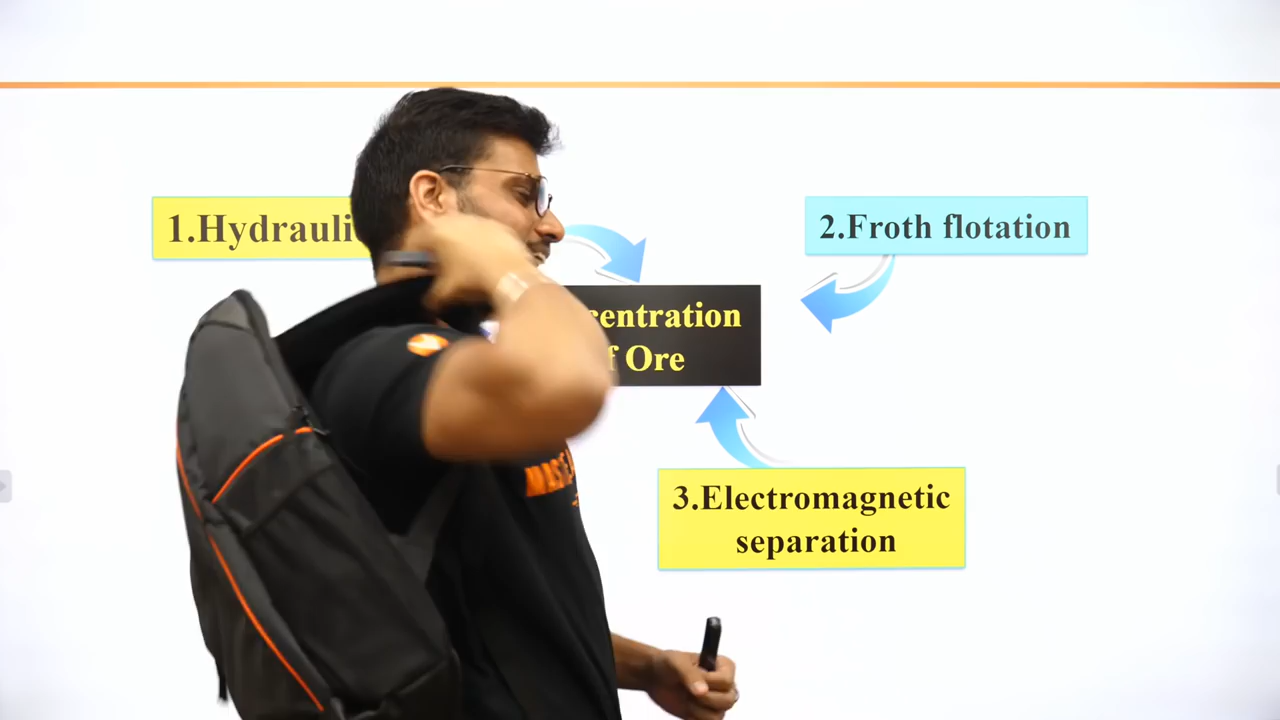 1.Hydrauli
2.Froth flotation
centration
f Ore
3.Electromagnetic
separation